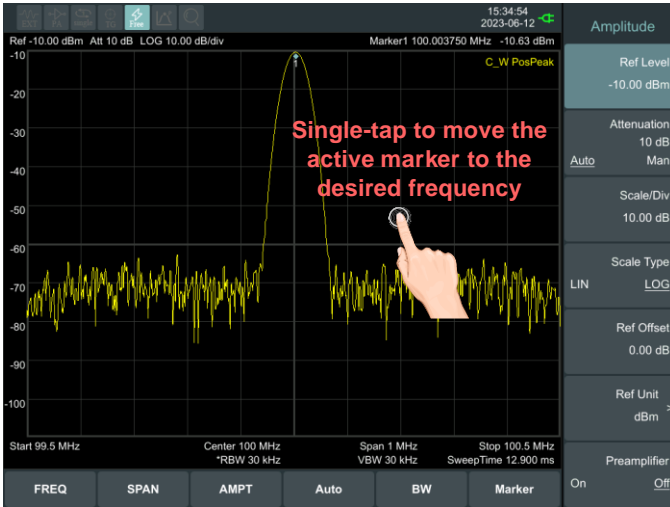 15:34:54
2023-06-12
EXT
PA
TG
Free
Ref -10.00 dBm Att 10 dB LOG 10.00 dB/div Marker1 100.003750 MHz -10.63 dBm
C_W PosPeak
1
-10
-20
-30
-40
-50
-60
-70
-80
-90
-100
Single-tap to move the
active marker to the
desired frequency
Start 99.5 MHz Center 100 MHz Span 1 MHz Stop 100.5 MHz
*RBW 30 kHz VBW 30 kHz SweepTime 12.900 ms
FREQ SPAN AMPT Auto BW Marker
Amplitude
Ref Level
-10.00 dBm
Attenuation
10 dB
Auto Man
Scale/Div
10.00 dB
Scale Type
LIN LOG
Ref Offset
0.00 dB
Ref Unit
dBm >
Preamplifier
On Off